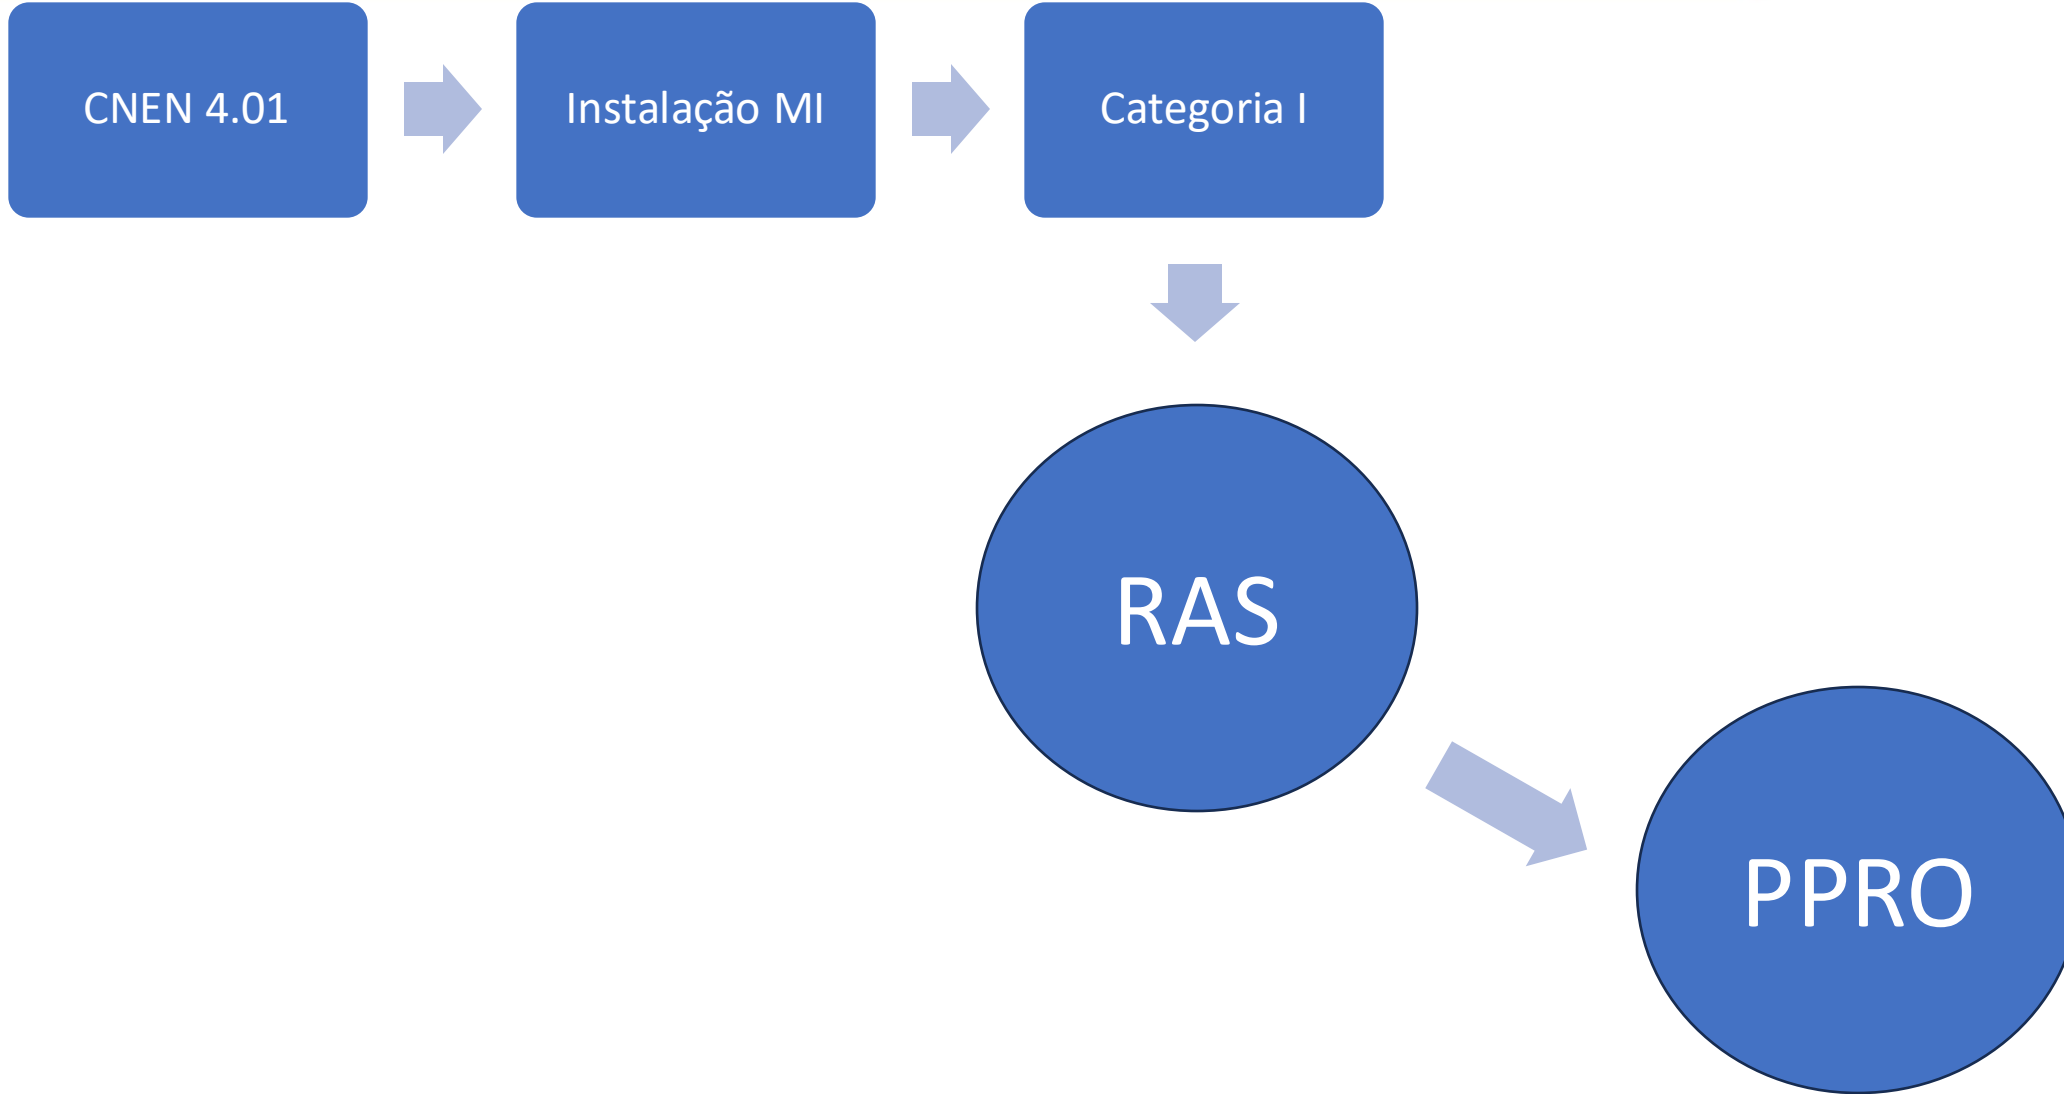 CNEN 4.01
Instalação MI
Categoria I
RAS
PPRO